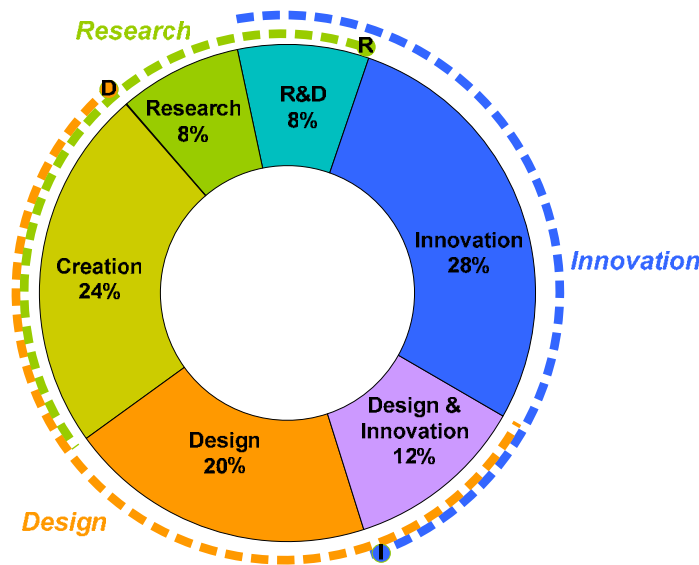 Research
R
D
R&D
8%
Research
8%
Innovation
28%
Innovation
Creation
24%
Design &
Innovation
12%
Design
20%
Design
I